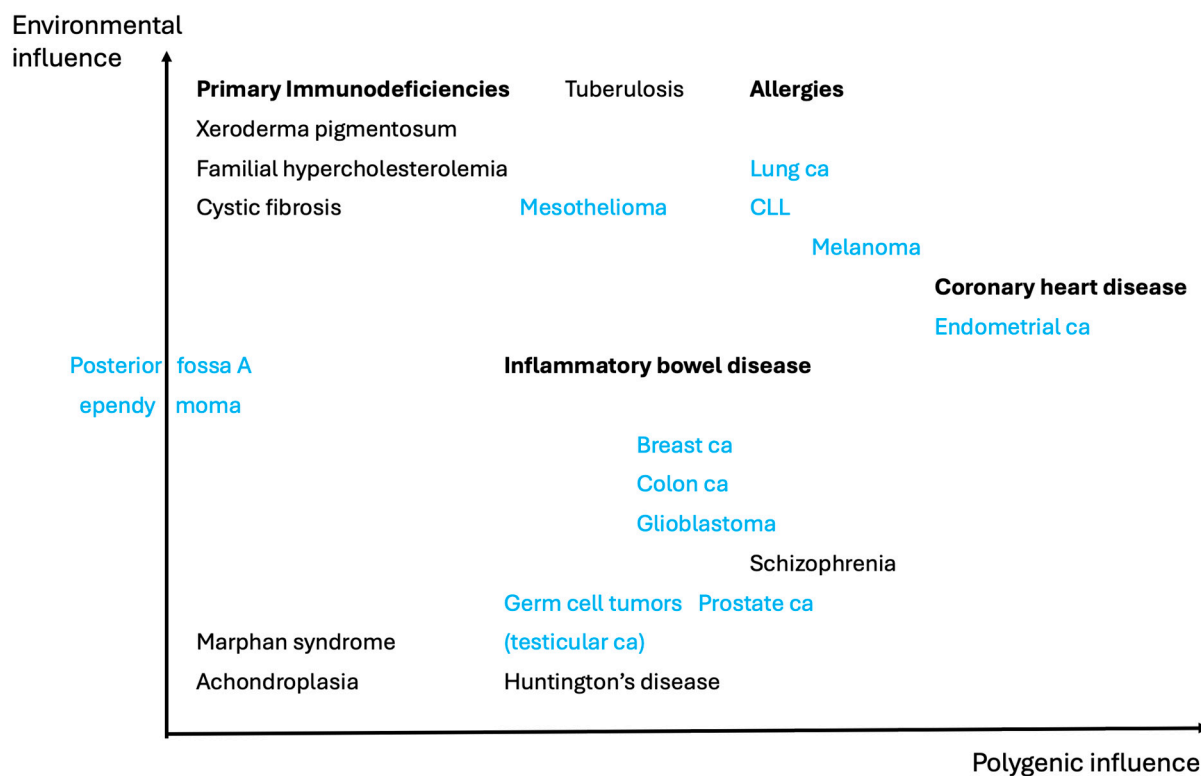 Environmental
influence
Primary Immunodeficiencies Tuberulosis Allergies
Xeroderma pigmentosum
Familial hypercholesterolemia Lung ca
Cystic fibrosis Mesothelioma CLL
Melanoma
Coronary heart disease
Endometrial ca
Posterior fossa A Inflammatory bowel disease
ependy moma
Breast ca
Colon ca
Glioblastoma
Schizophrenia
Germ cell tumors Prostate ca
Marphan syndrome (testicular ca)
Achondroplasia Huntington’s disease
Polygenic influence